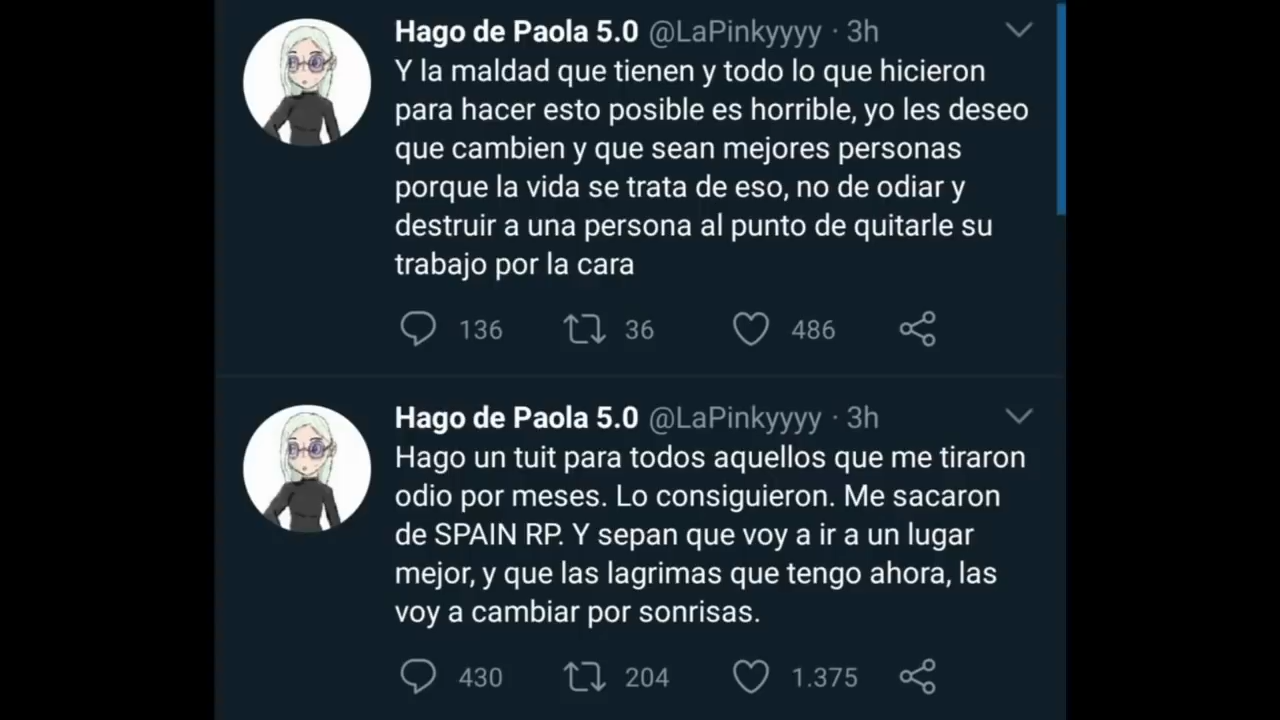 Hago de Paola 5.0 @LaPinkyyyy · 3h
Y la maldad que tienen y todo lo que hicieron
para hacer esto posible es horrible, yo les deseo
que cambien y que sean mejores personas
porque la vida se trata de eso, no de odiar y
destruir a una persona al punto de quitarle su
trabajo por la cara
136 36 486
Hago de Paola 5.0 @LaPinkyyyy · 3h
Hago un tuit para todos aquellos que me tiraron
odio por meses. Lo consiguieron. Me sacaron
de SPAIN RP. Y sepan que voy a ir a un lugar
mejor, y que las lagrimas que tengo ahora, las
voy a cambiar por sonrisas.
430 204 1.375